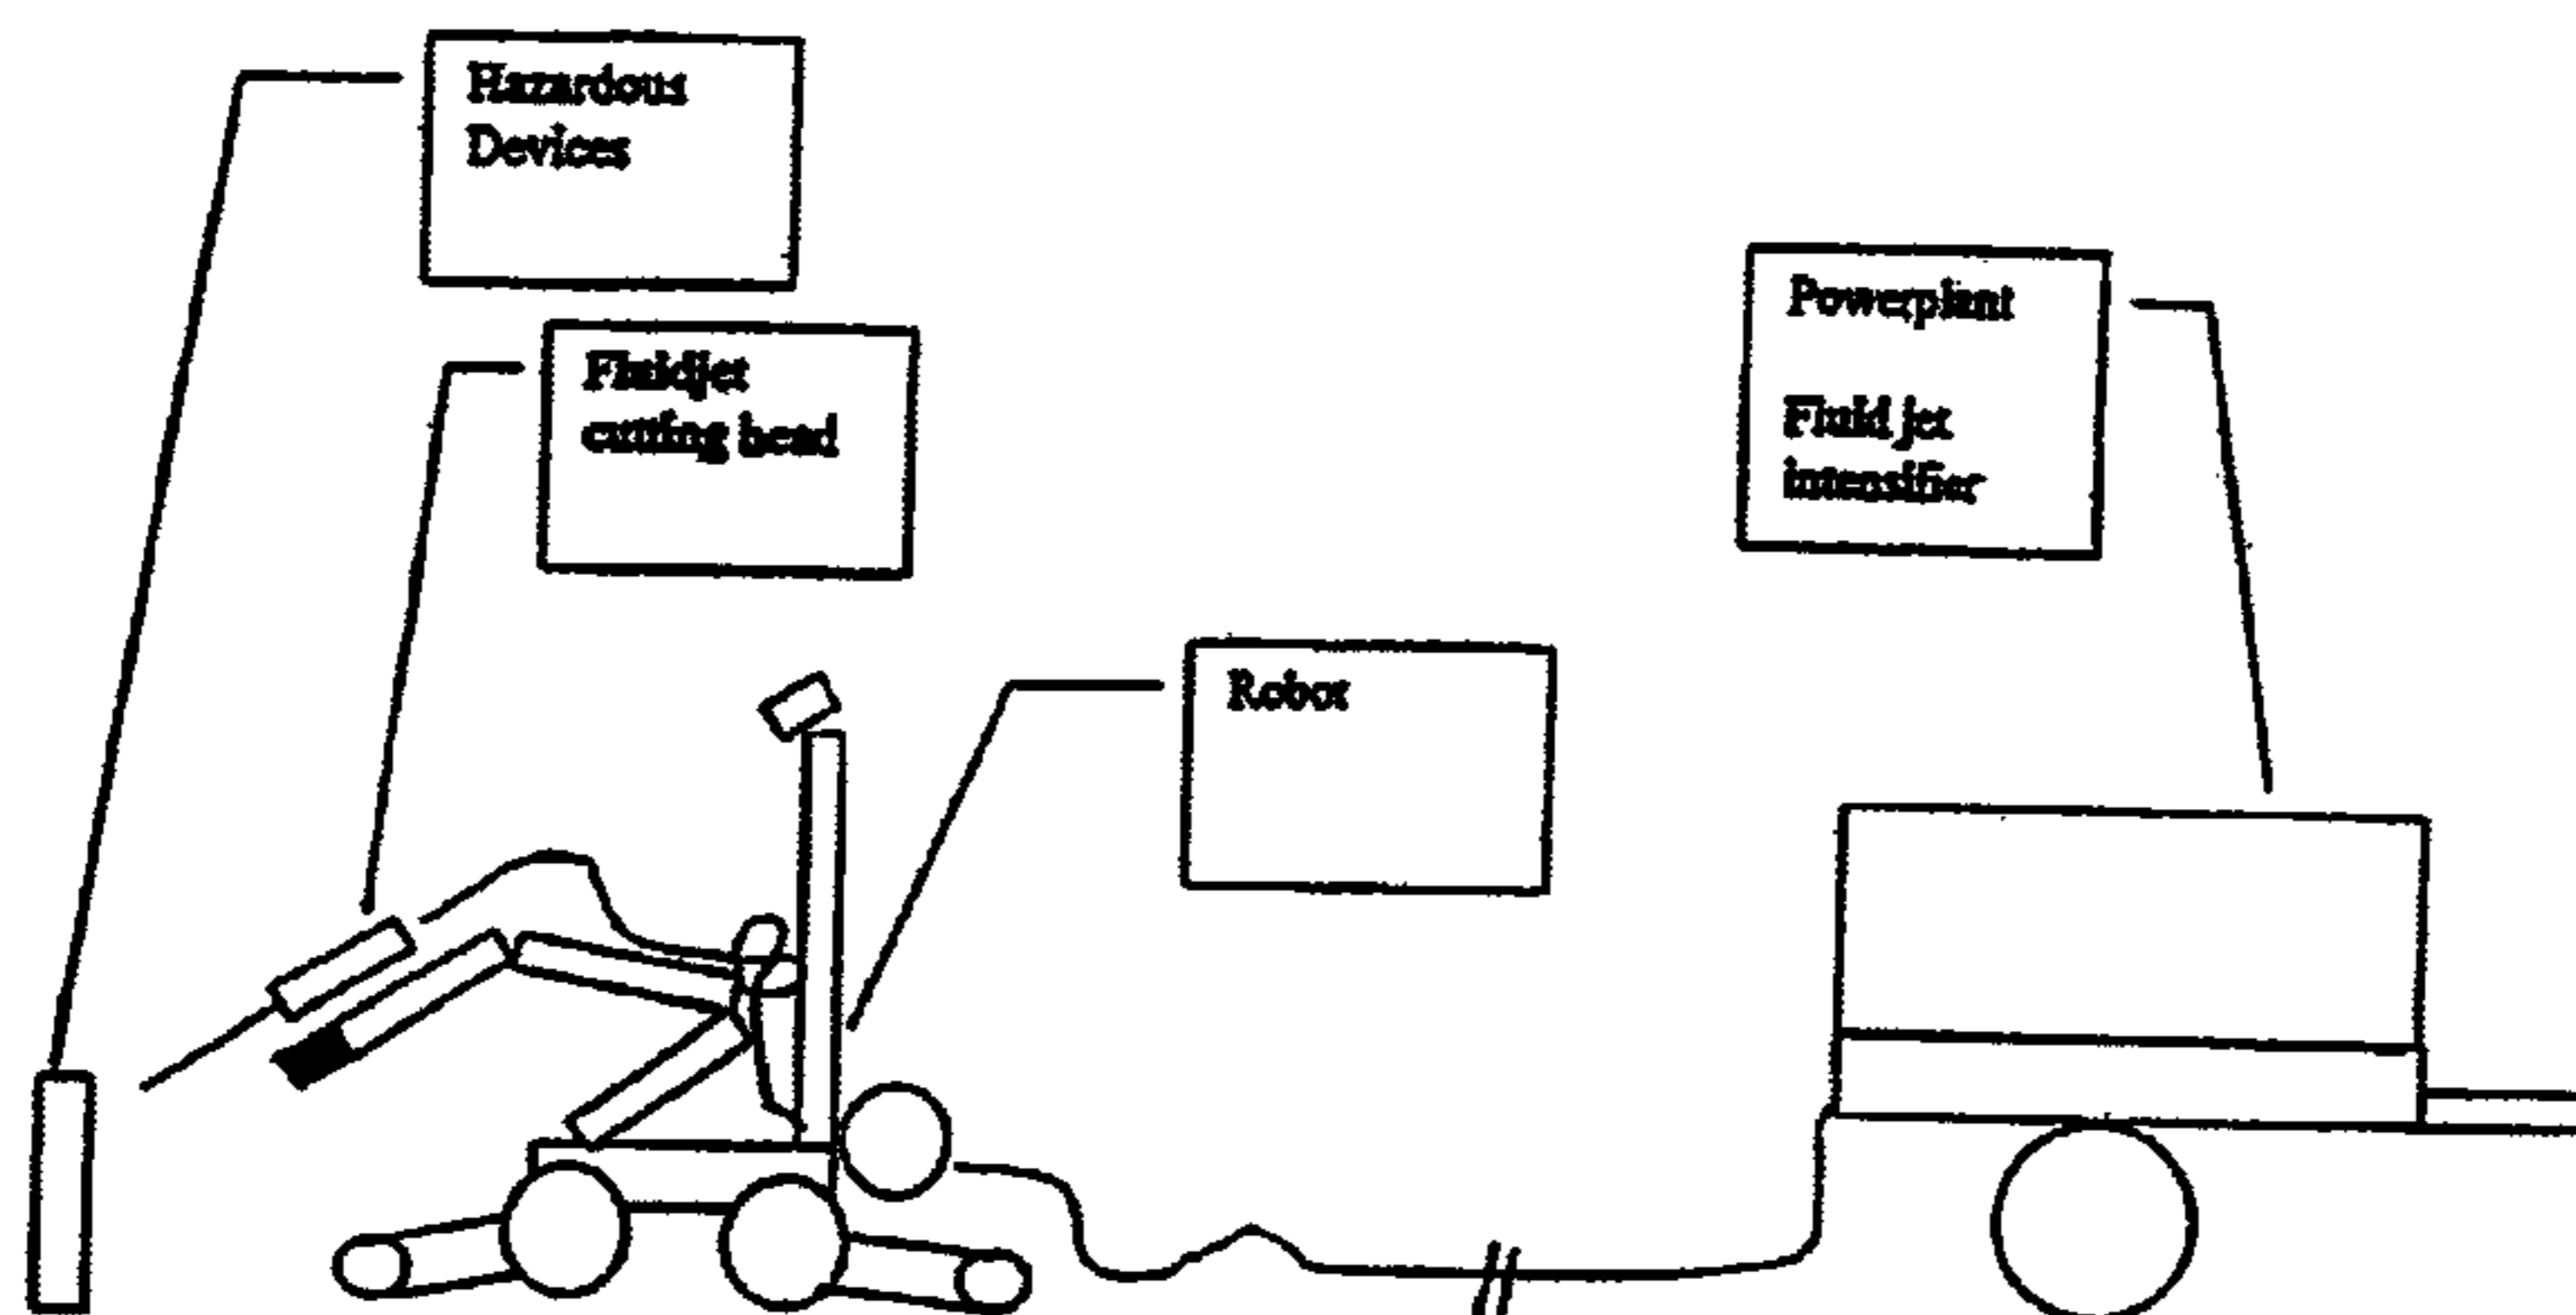 Hazardous
Devices
Fluidjet
cutting head
Powerplant
Fluid jet
intensifier
Robot